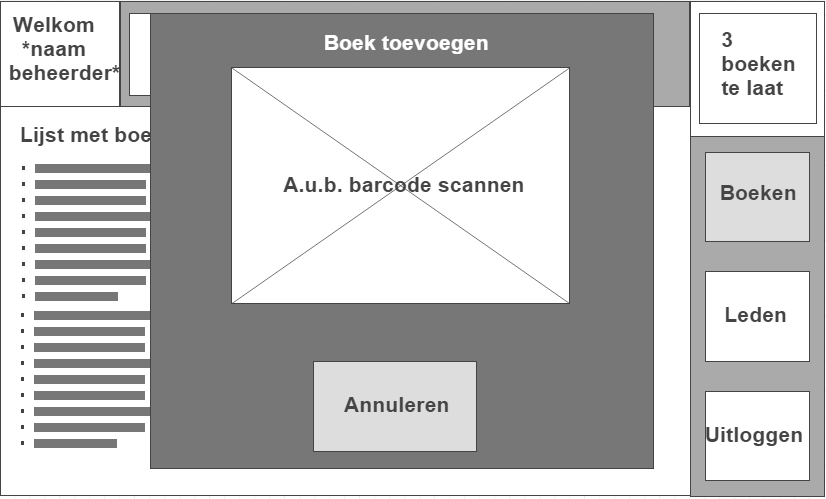 Welkom
*naam
beheerder*
Boek toevoegen
3
boeken
te laat
Lijst met boe
A.u.b. barcode scannen
Boeken
Leden
Annuleren
Uitloggen